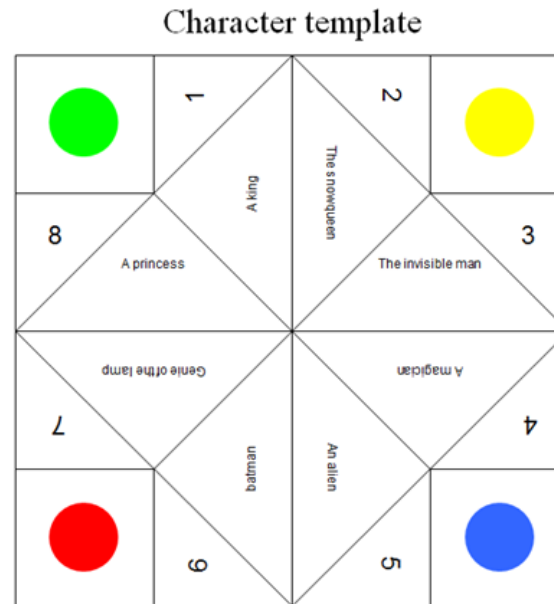 Character template
1
2
A king
The snowqueen
8
3
A princess
The invisible man
Genie of the lamp
A magician
7
4
batman
An alien
6
5